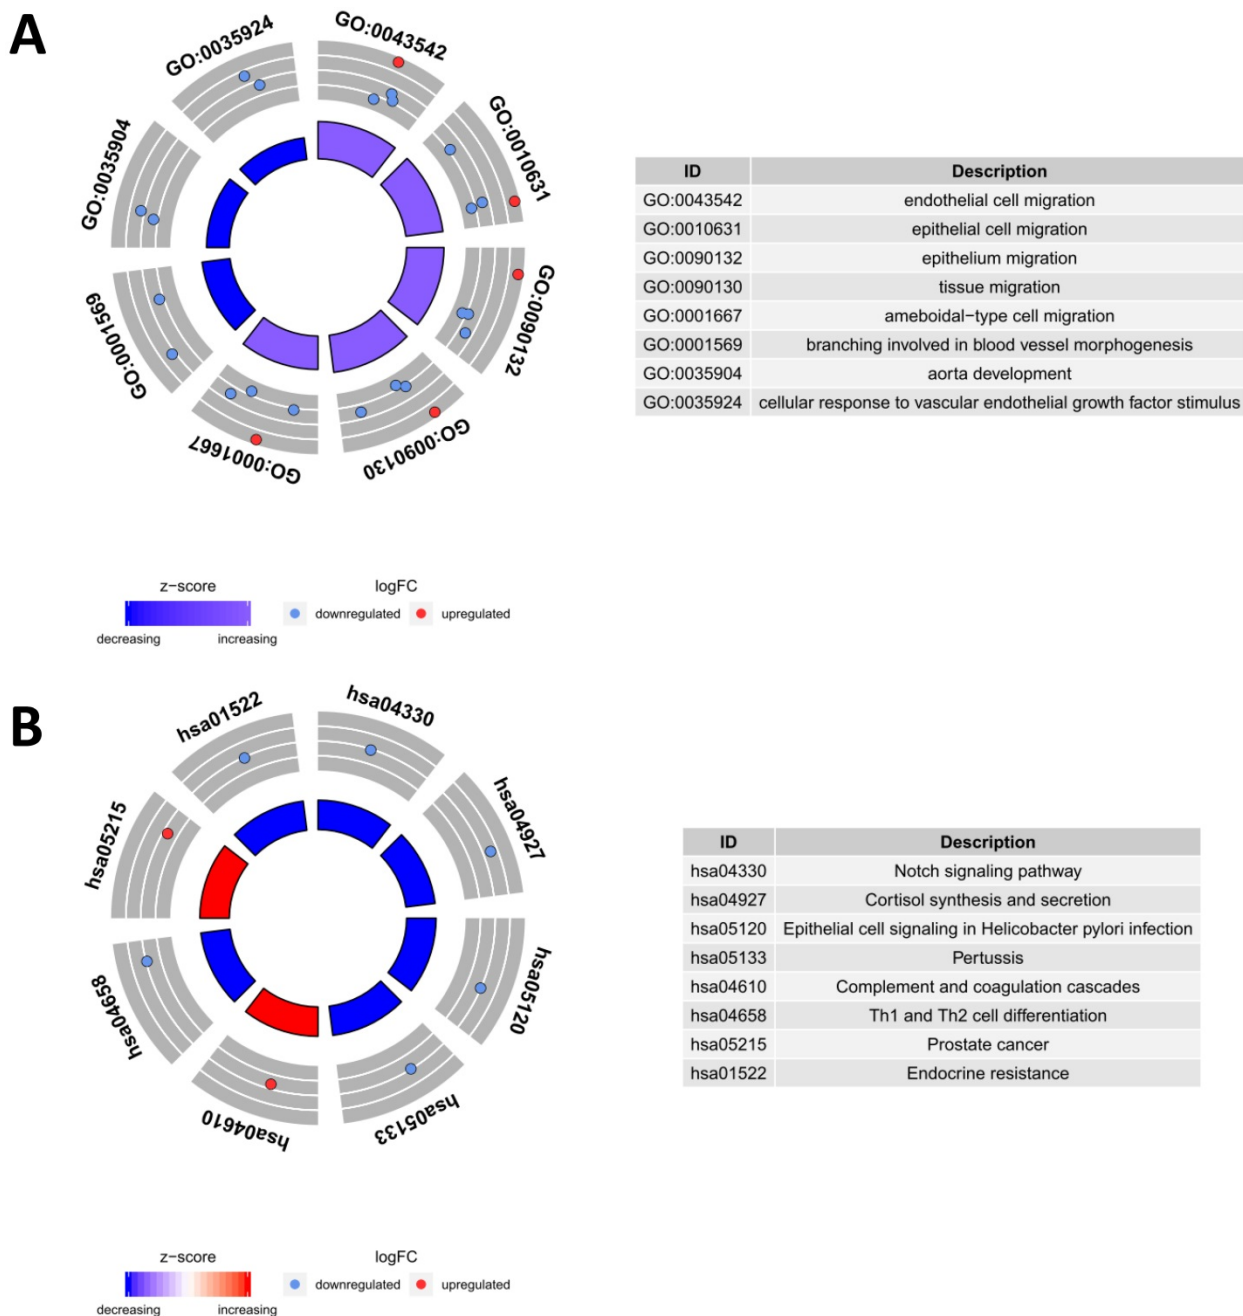 A
GO:0035924
GO:0043542
GO:0010631
GO:0090132
GO:0090130
GO:0001667
GO:0001569
GO:0035904
ID Description
GO:0043542 endothelial cell migration
GO:0010631 epithelial cell migration
GO:0090132 epithelium migration
GO:0090130 tissue migration
GO:0001667 ameboidal−type cell migration
GO:0001569 branching involved in blood vessel morphogenesis
GO:0035904 aorta development
GO:0035924 cellular response to vascular endothelial growth factor stimulus
z−score logFC
downregulated upregulated
decreasing increasing
B
hsa01522
hsa04330
hsa04927
hsa05120
hsa05133
hsa04610
hsa04658
hsa05215
ID Description
hsa04330 Notch signaling pathway
hsa04927 Cortisol synthesis and secretion
hsa05120 Epithelial cell signaling in Helicobacter pylori infection
hsa05133 Pertussis
hsa04610 Complement and coagulation cascades
hsa04658 Th1 and Th2 cell differentiation
hsa05215 Prostate cancer
hsa01522 Endocrine resistance
z−score logFC
downregulated upregulated
decreasing increasing